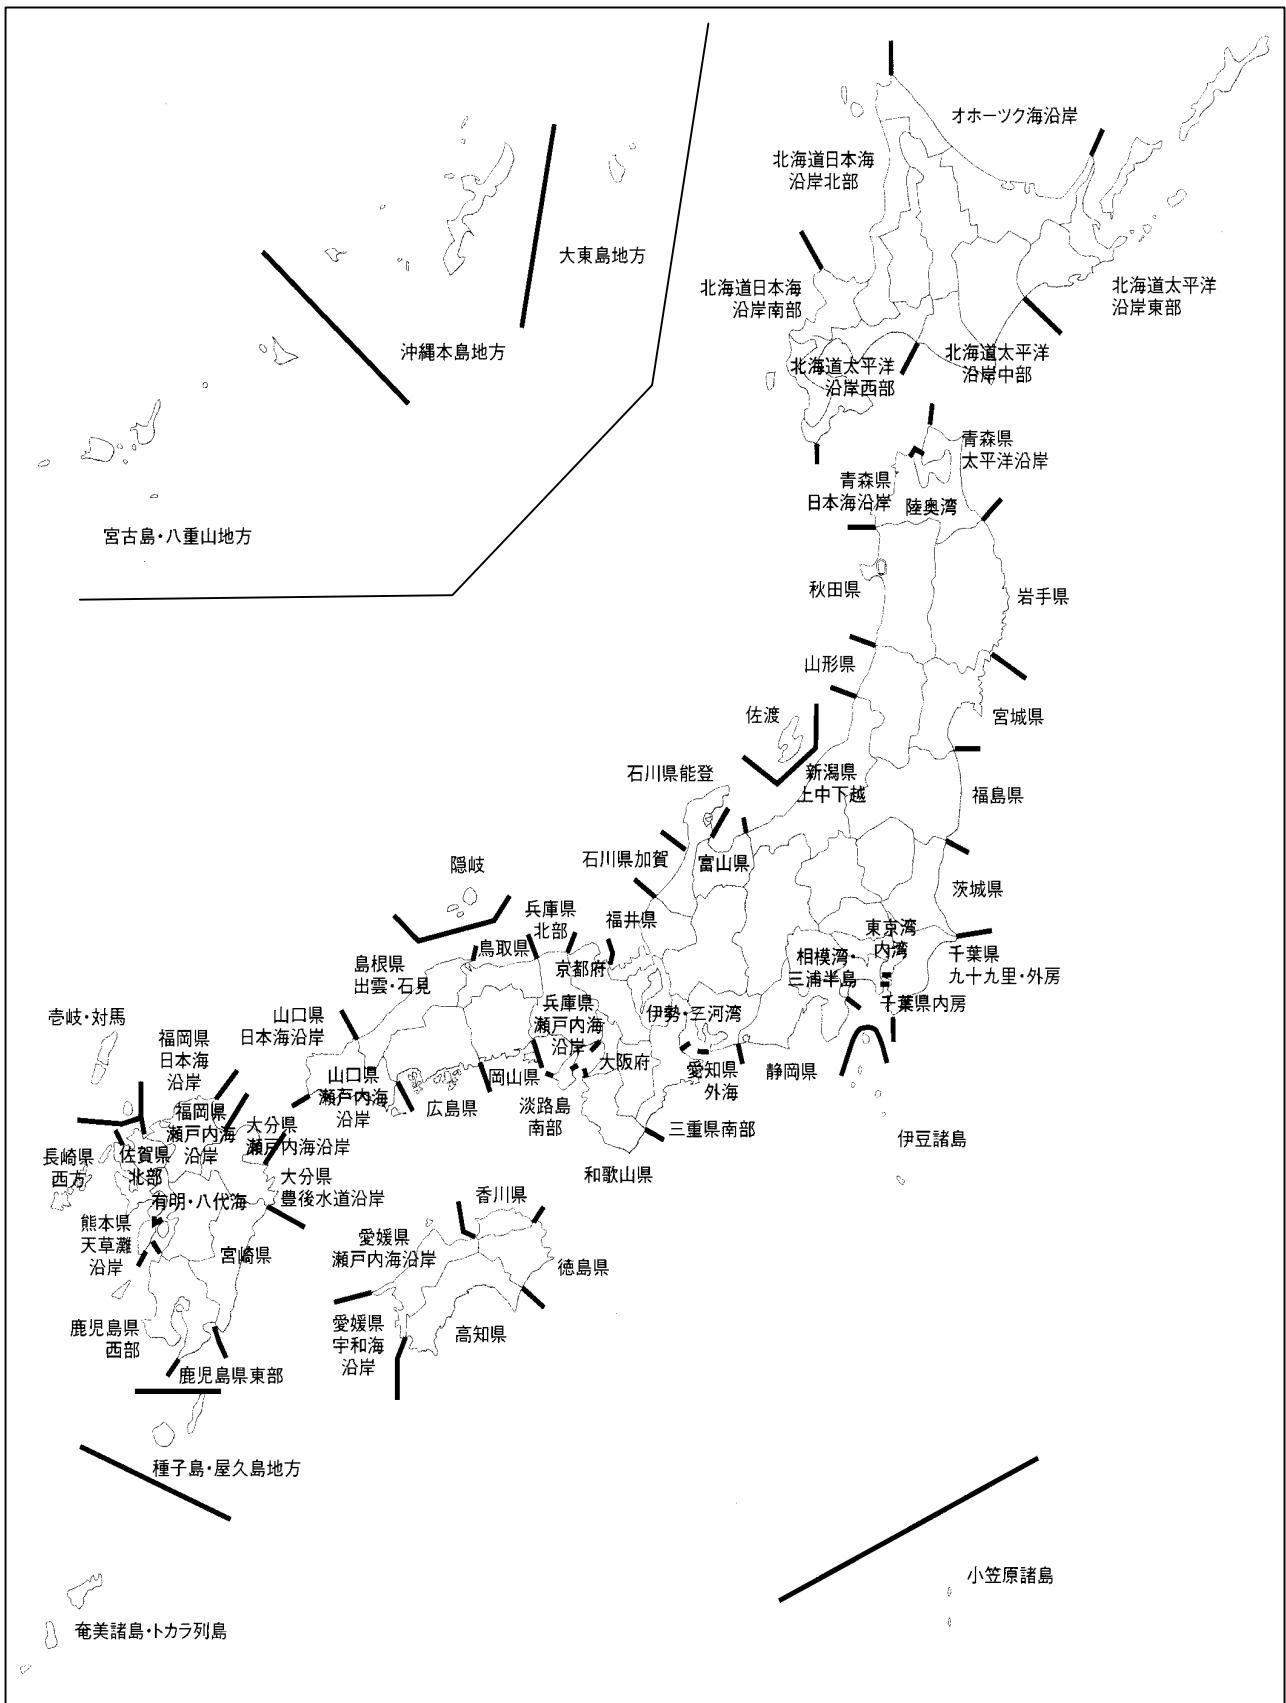 オホーツク海沿岸
北海道日本海
沿岸北部
大東島地方
北海道日本海
沿岸南部
北海道太平洋
沿岸東部
沖縄本島地方
北海道太平洋
沿岸中部
北海道太平洋
沿岸西部
青森県
太平洋沿岸
青森県
日本海沿岸
陸奥湾
宮古島・八重山地方
秋田県
岩手県
山形県
佐渡
宮城県
石川県能登
新潟県
上中下越
福島県
石川県加賀
富山県
隠岐
茨城県
兵庫県
北部
福井県
東京湾
内湾
鳥取県
京都府
相模湾・
三浦半島
千葉県
九十九里・外房
島根県
出雲・石見
千葉県内房
兵庫県
瀬戸内海
沿岸
伊勢・三河湾
壱岐・対馬
山口県
日本海沿岸
福岡県
日本海
沿岸
大阪府
愛知県
外海
静岡県
山口県
瀬戸内海
沿岸
岡山県
広島県
淡路島
南部
福岡県
瀬戸内海
沿岸
大分県
瀬戸内海沿岸
三重県南部
伊豆諸島
長崎県
西方
佐賀県
北部
和歌山県
大分県
豊後水道沿岸
有明・八代海
香川県
熊本県
天草灘
沿岸
宮崎県
愛媛県
瀬戸内海沿岸
徳島県
鹿児島県
西部
愛媛県
宇和海
沿岸
高知県
鹿児島県東部
種子島・屋久島地方
小笠原諸島
奄美諸島・トカラ列島